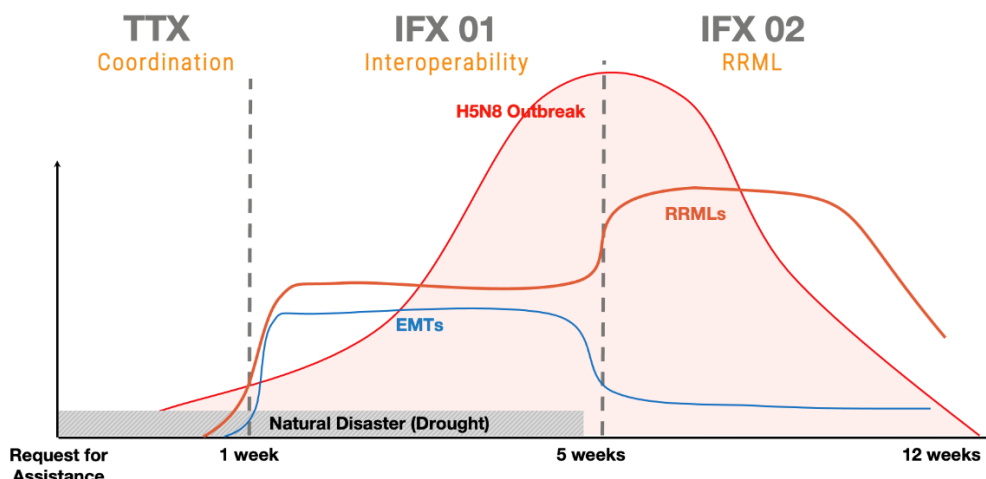 TTX
Coordination
IFX 01
Interoperability
IFX 02
RRML
H5N8 Outbreak
RRMLs
EMTs
Natural Disaster (Drought)
Request for
Assistance
1 week
5 weeks
12 weeks